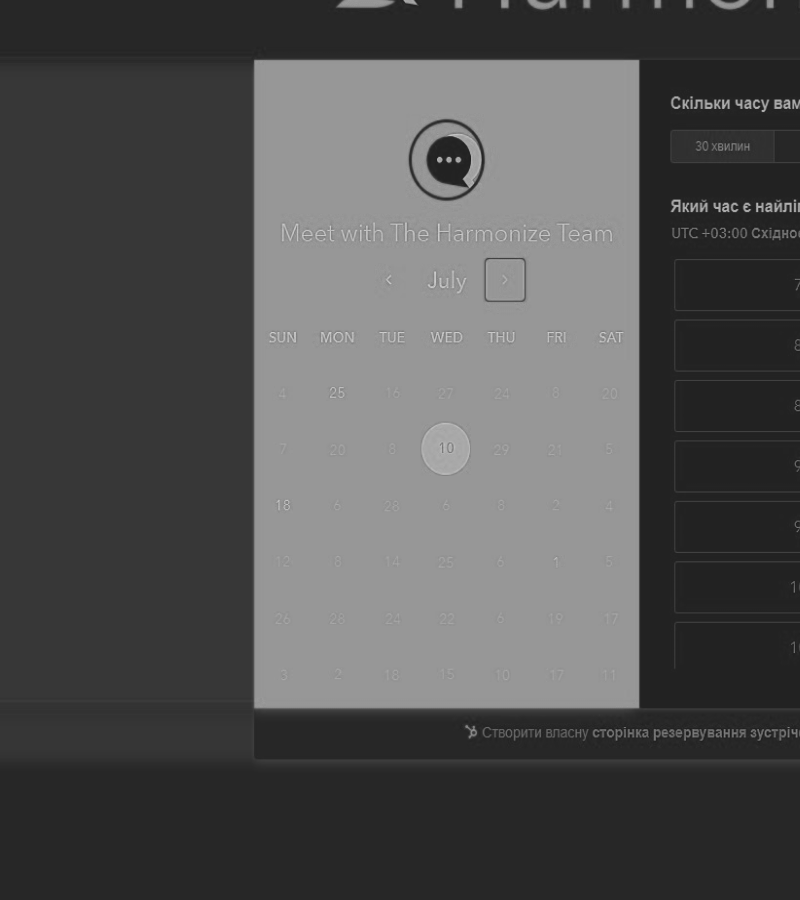 Harmon
Meet with The Harmonize Team
July
SUN MON TUE WED THU FRI SAT
4 25 16 27 24 8 20
7 20 8 10 29 21 5
18 6 28 6 8 2 4
12 8 14 25 6 1 5
26 28 24 22 6 19 17
3 2 18 15 10 17 11
Скільки часу вам
30 хвилин
Який час є найлі
UTC +03:00 Східно
7
8
8
9
9
10
10
Створити власну сторінка резервування зустріч